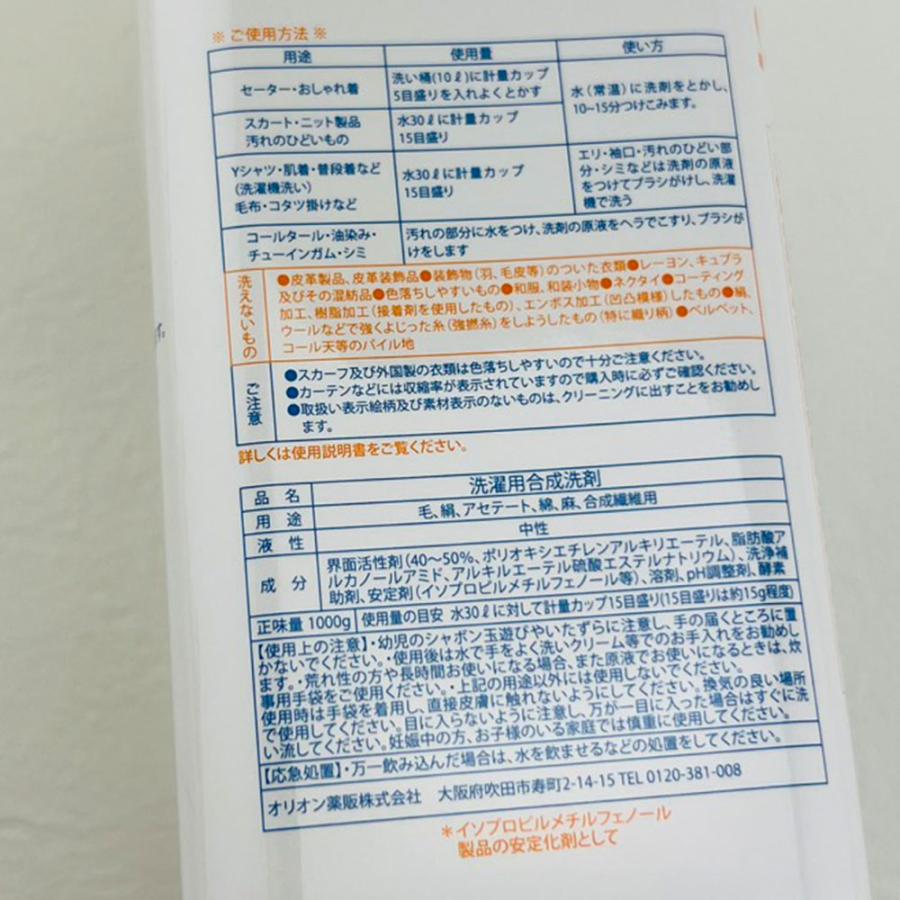 ※ ご使用方法 ※
用途 使用量 使い方
セーター・おしゃれ着
洗い桶(10ℓ)に計量カップ
5目盛りを入れよくとかす
水(常温)に洗剤をとかし、
10~15分つけこみます。
スカート・ニット製品
汚れのひどいもの
水30ℓに計量カップ
15目盛り
Yシャツ・肌着・普段着など
(洗濯機洗い)
毛布・コタツ掛けなど
水30ℓに計量カップ
15目盛り
エリ・袖口・汚れのひどい部
分・シミなどは洗剤の原液
をつけてブラシがけし、洗濯
機で洗う
コールタール・油染み・
チューインガム・シミ
汚れの部分に水をつけ、洗剤の原液をヘラでこすり、ブラシが
けをします
洗えないもの
●皮革製品、皮革装飾品●装飾物(羽、毛皮等)のついた衣類●レーヨン、キュプラ
及びその混紡品●色落ちしやすいもの●和服、和装小物●ネクタイ●コーティング
加工、樹脂加工(接着剤を使用したもの)、エンボス加工(凹凸模様)したもの●絹、
ウールなどで強くよじった糸(強撚糸)をしようしたもの(特に織り柄)●ベルベット、
コール天等のパイル地
ご注意
●スカーフ及び外国製の衣類は色落ちしやすいので十分ご注意ください。
●カーテンなどには収縮率が表示されていますので購入時に必ずご確認ください。
●取扱い表示絵柄及び素材表示のないものは、クリーニングに出すことをお勧めし
ます。
詳しくは使用説明書をご覧ください。
品名 洗濯用合成洗剤
用途 毛、絹、アセテート、綿、麻、合成繊維用
液性 中性
成分
界面活性剤(40～50%、ポリオキシエチレンアルキリエーテル、脂肪酸ア
ルカノールアミド、アルキルエーテル硫酸エステルナトリウム)、洗浄補
助剤、安定剤(イソプロピルメチルフェノール等)、溶剤、pH調整剤、酵素
正味量 1000g 使用量の目安 水30ℓに対して計量カップ15目盛り(15目盛りは約15g程度)
【使用上の注意】・幼児のシャボン玉遊びやいたずらに注意し、手の届くところに置
かないでください。・使用後は水で手をよく洗いクリーム等でのお手入れをお勧めし
ます。・荒れ性の方や長時間お使いになる場合、また原液でお使いになるときは、炊
事用手袋をご使用ください。・上記の用途以外には使用しないでください。
使用時は手袋を着用し、直接皮膚に触れないようにしてください。換気の良い場所
で使用してください。目に入らないように注意し、万が一目に入った場合はすぐに洗
い流してください。妊娠中の方、お子様のいる家庭では慎重に使用してください。
【応急処置】・万一飲み込んだ場合は、水を飲ませるなどの処置をしてください。
オリオン薬販株式会社 大阪府吹田市寿町2-14-15 TEL 0120-381-008
＊イソプロピルメチルフェノール
製品の安定化剤として